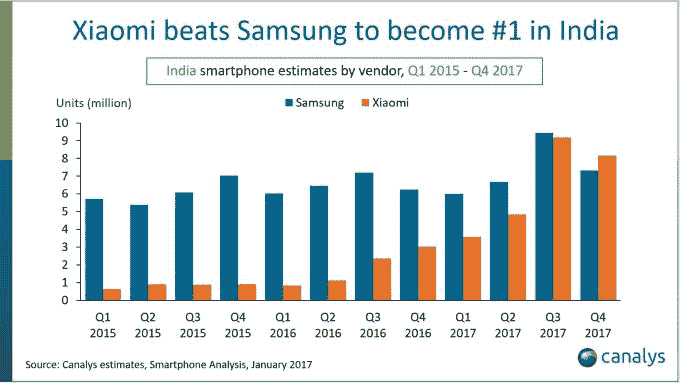 Xiaomi beats Samsung to become #1 in India
India smartphone estimates by vendor, Q1 2015 - Q4 2017
Units (million)
Samsung Xiaomi
10
9
8
7
6
5
4
3
2
1
0
Q1 Q2 Q3 Q4 Q1 Q2 Q3 Q4 Q1 Q2 Q3 Q4
2015 2015 2015 2015 2016 2016 2016 2016 2017 2017 2017 2017
Source: Canalys estimates, Smartphone Analysis, January 2017
canalys